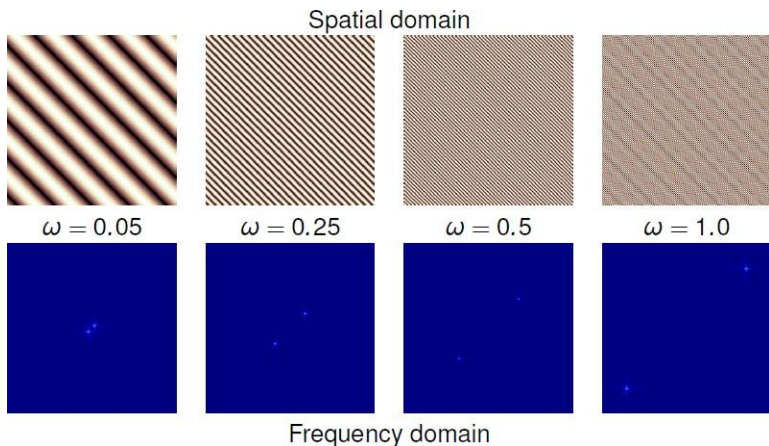 Spatial domain
ω = 0.05 ω = 0.25 ω = 0.5 ω = 1.0
Frequency domain